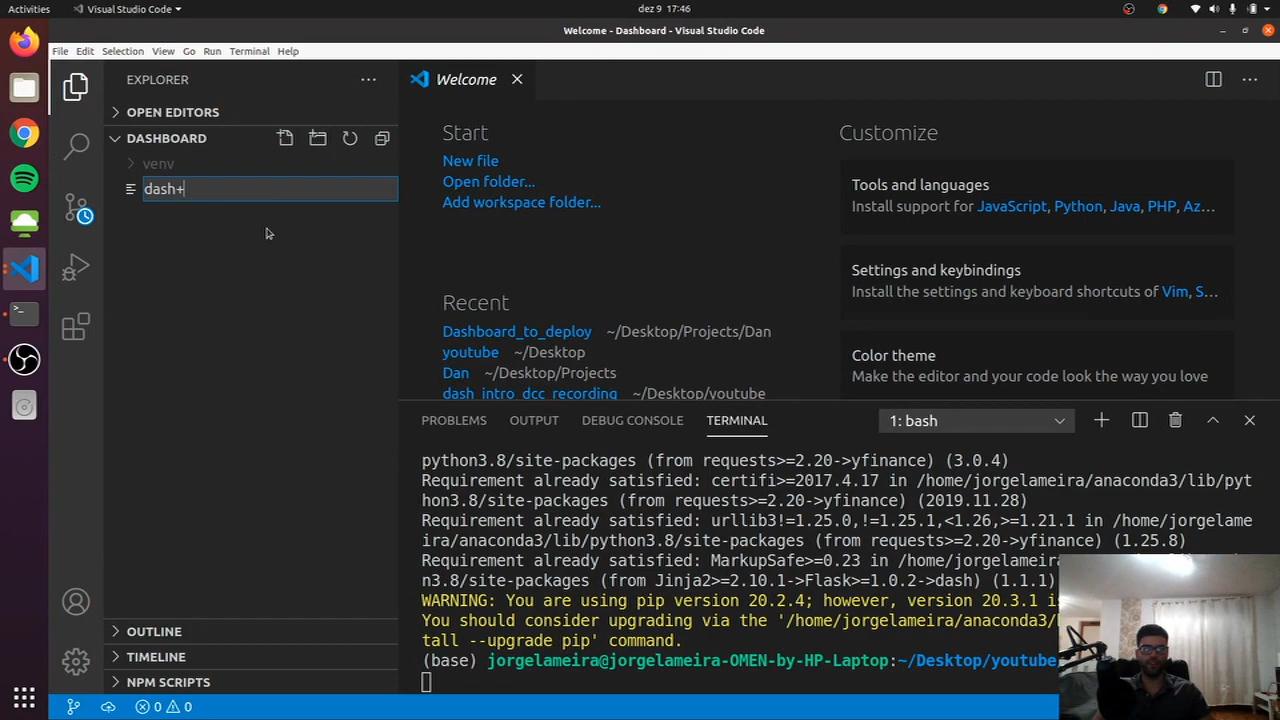 Activities
Visual Studio Code
dez 9 17:46
Welcome - Dashboard - Visual Studio Code
File Edit Selection View Go Run Terminal Help
EXPLORER
OPEN EDITORS
DASHBOARD
venv
dash+
OUTLINE
TIMELINE
NPM SCRIPTS
Welcome
Start
New file
Open folder...
Add workspace folder...
Recent
Dashboard_to_deploy ~/Desktop/Projects/Dan
youtube ~/Desktop
Dan ~/Desktop/Projects
dash_intro_dcc_recording ~/Desktop/youtube
Customize
Tools and languages
Install support for JavaScript, Python, Java, PHP, Az...
Settings and keybindings
Install the settings and keyboard shortcuts of Vim, S...
Color theme
Make the editor and your code look the way you love
PROBLEMS OUTPUT DEBUG CONSOLE TERMINAL
1: bash
python3.8/site-packages (from requests>=2.20->yfinance) (3.0.4)
Requirement already satisfied: certifi>=2017.4.17 in /home/jorgelameira/anaconda3/lib/pyt
hon3.8/site-packages (from requests>=2.20->yfinance) (2019.11.28)
Requirement already satisfied: urllib3!=1.25.0,!=1.25.1,<1.26,>=1.21.1 in /home/jorgelame
ira/anaconda3/lib/python3.8/site-packages (from requests>=2.20->yfinance) (1.25.8)
Requirement already satisfied: MarkupSafe>=0.23 in /home/jorgelameira
n3.8/site-packages (from Jinja2>=2.10.1->Flask>=1.0.2->dash) (1.1.1)
WARNING: You are using pip version 20.2.4; however, version 20.3.1 i
You should consider upgrading via the '/home/jorgelameira/anaconda3/
tall --upgrade pip' command.
(base) jorgelameira@jorgelameira-OMEN-by-HP-Laptop:~/Desktop/youtube
0 0